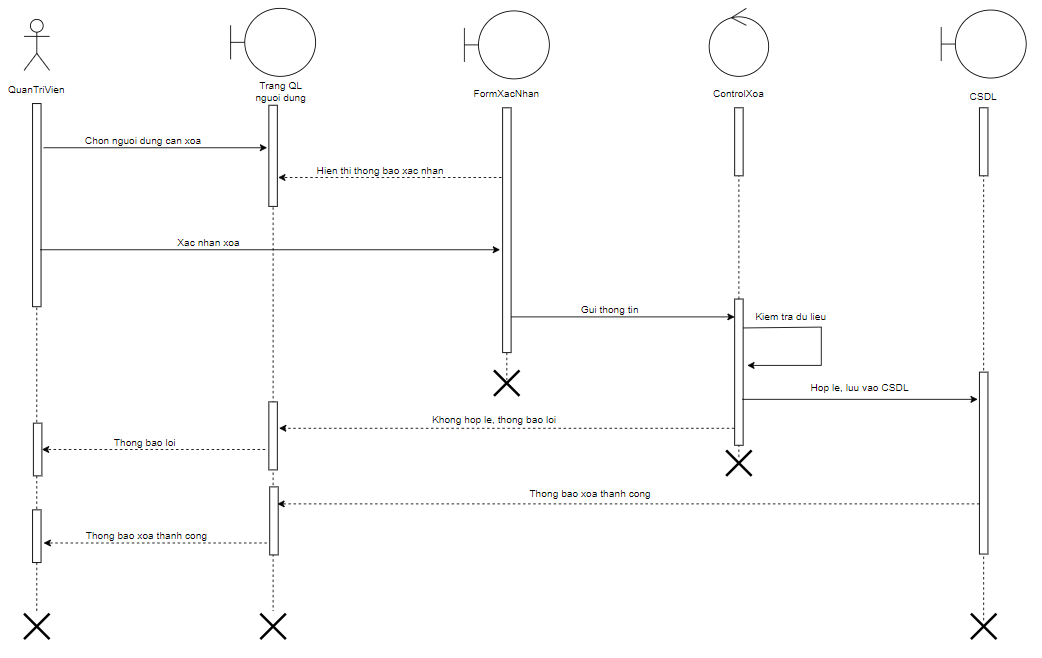 QuanTriVien
Trang QL
nguoi dung
FormXacNhan
ControlXoa
CSDL
Chon nguoi dung can xoa
Hien thi thong bao xac nhan
Xac nhan xoa
Gui thong tin
Kiem tra du lieu
Hop le, luu vao CSDL
Khong hop le, thong bao loi
Thong bao loi
Thong bao xoa thanh cong
Thong bao xoa thanh cong